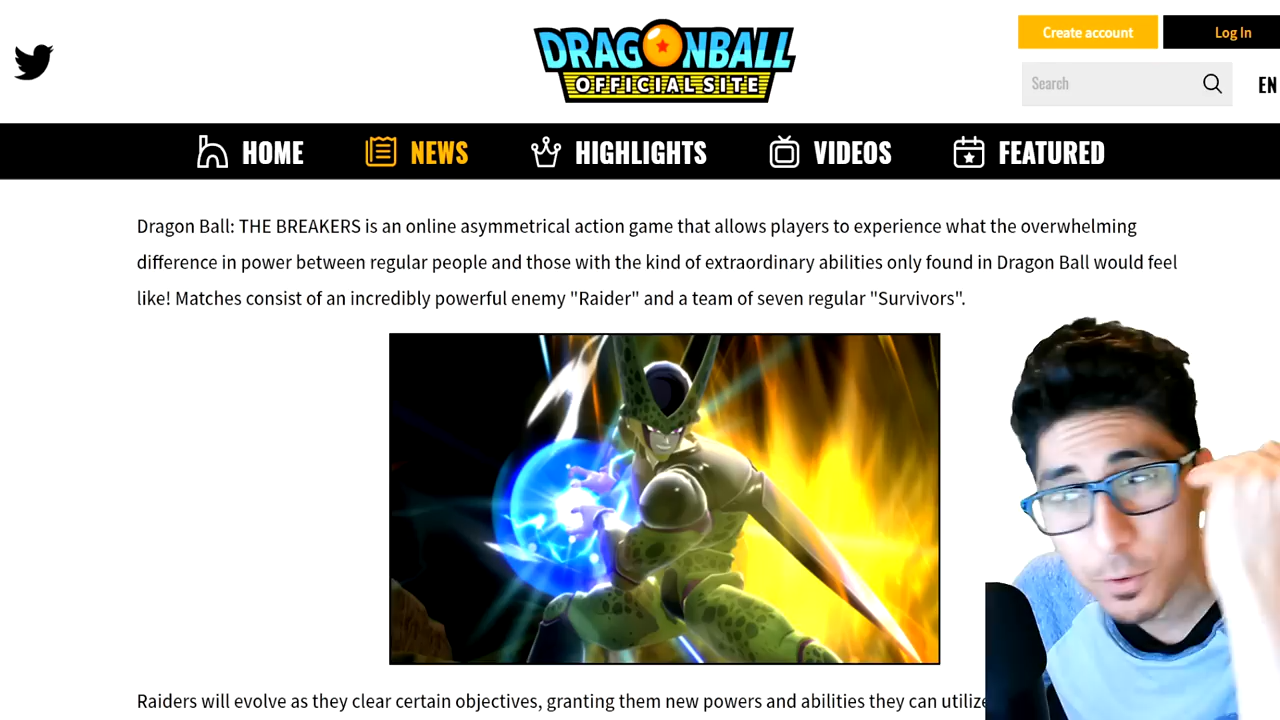 Create account
Log In
DRAGONBALL
OFFICIAL SITE
Search
EN
HOME
NEWS
HIGHLIGHTS
VIDEOS
FEATURED
Dragon Ball: THE BREAKERS is an online asymmetrical action game that allows players to experience what the overwhelming
difference in power between regular people and those with the kind of extraordinary abilities only found in Dragon Ball would feel
like! Matches consist of an incredibly powerful enemy "Raider" and a team of seven regular "Survivors".
Raiders will evolve as they clear certain objectives, granting them new powers and abilities they can utilize